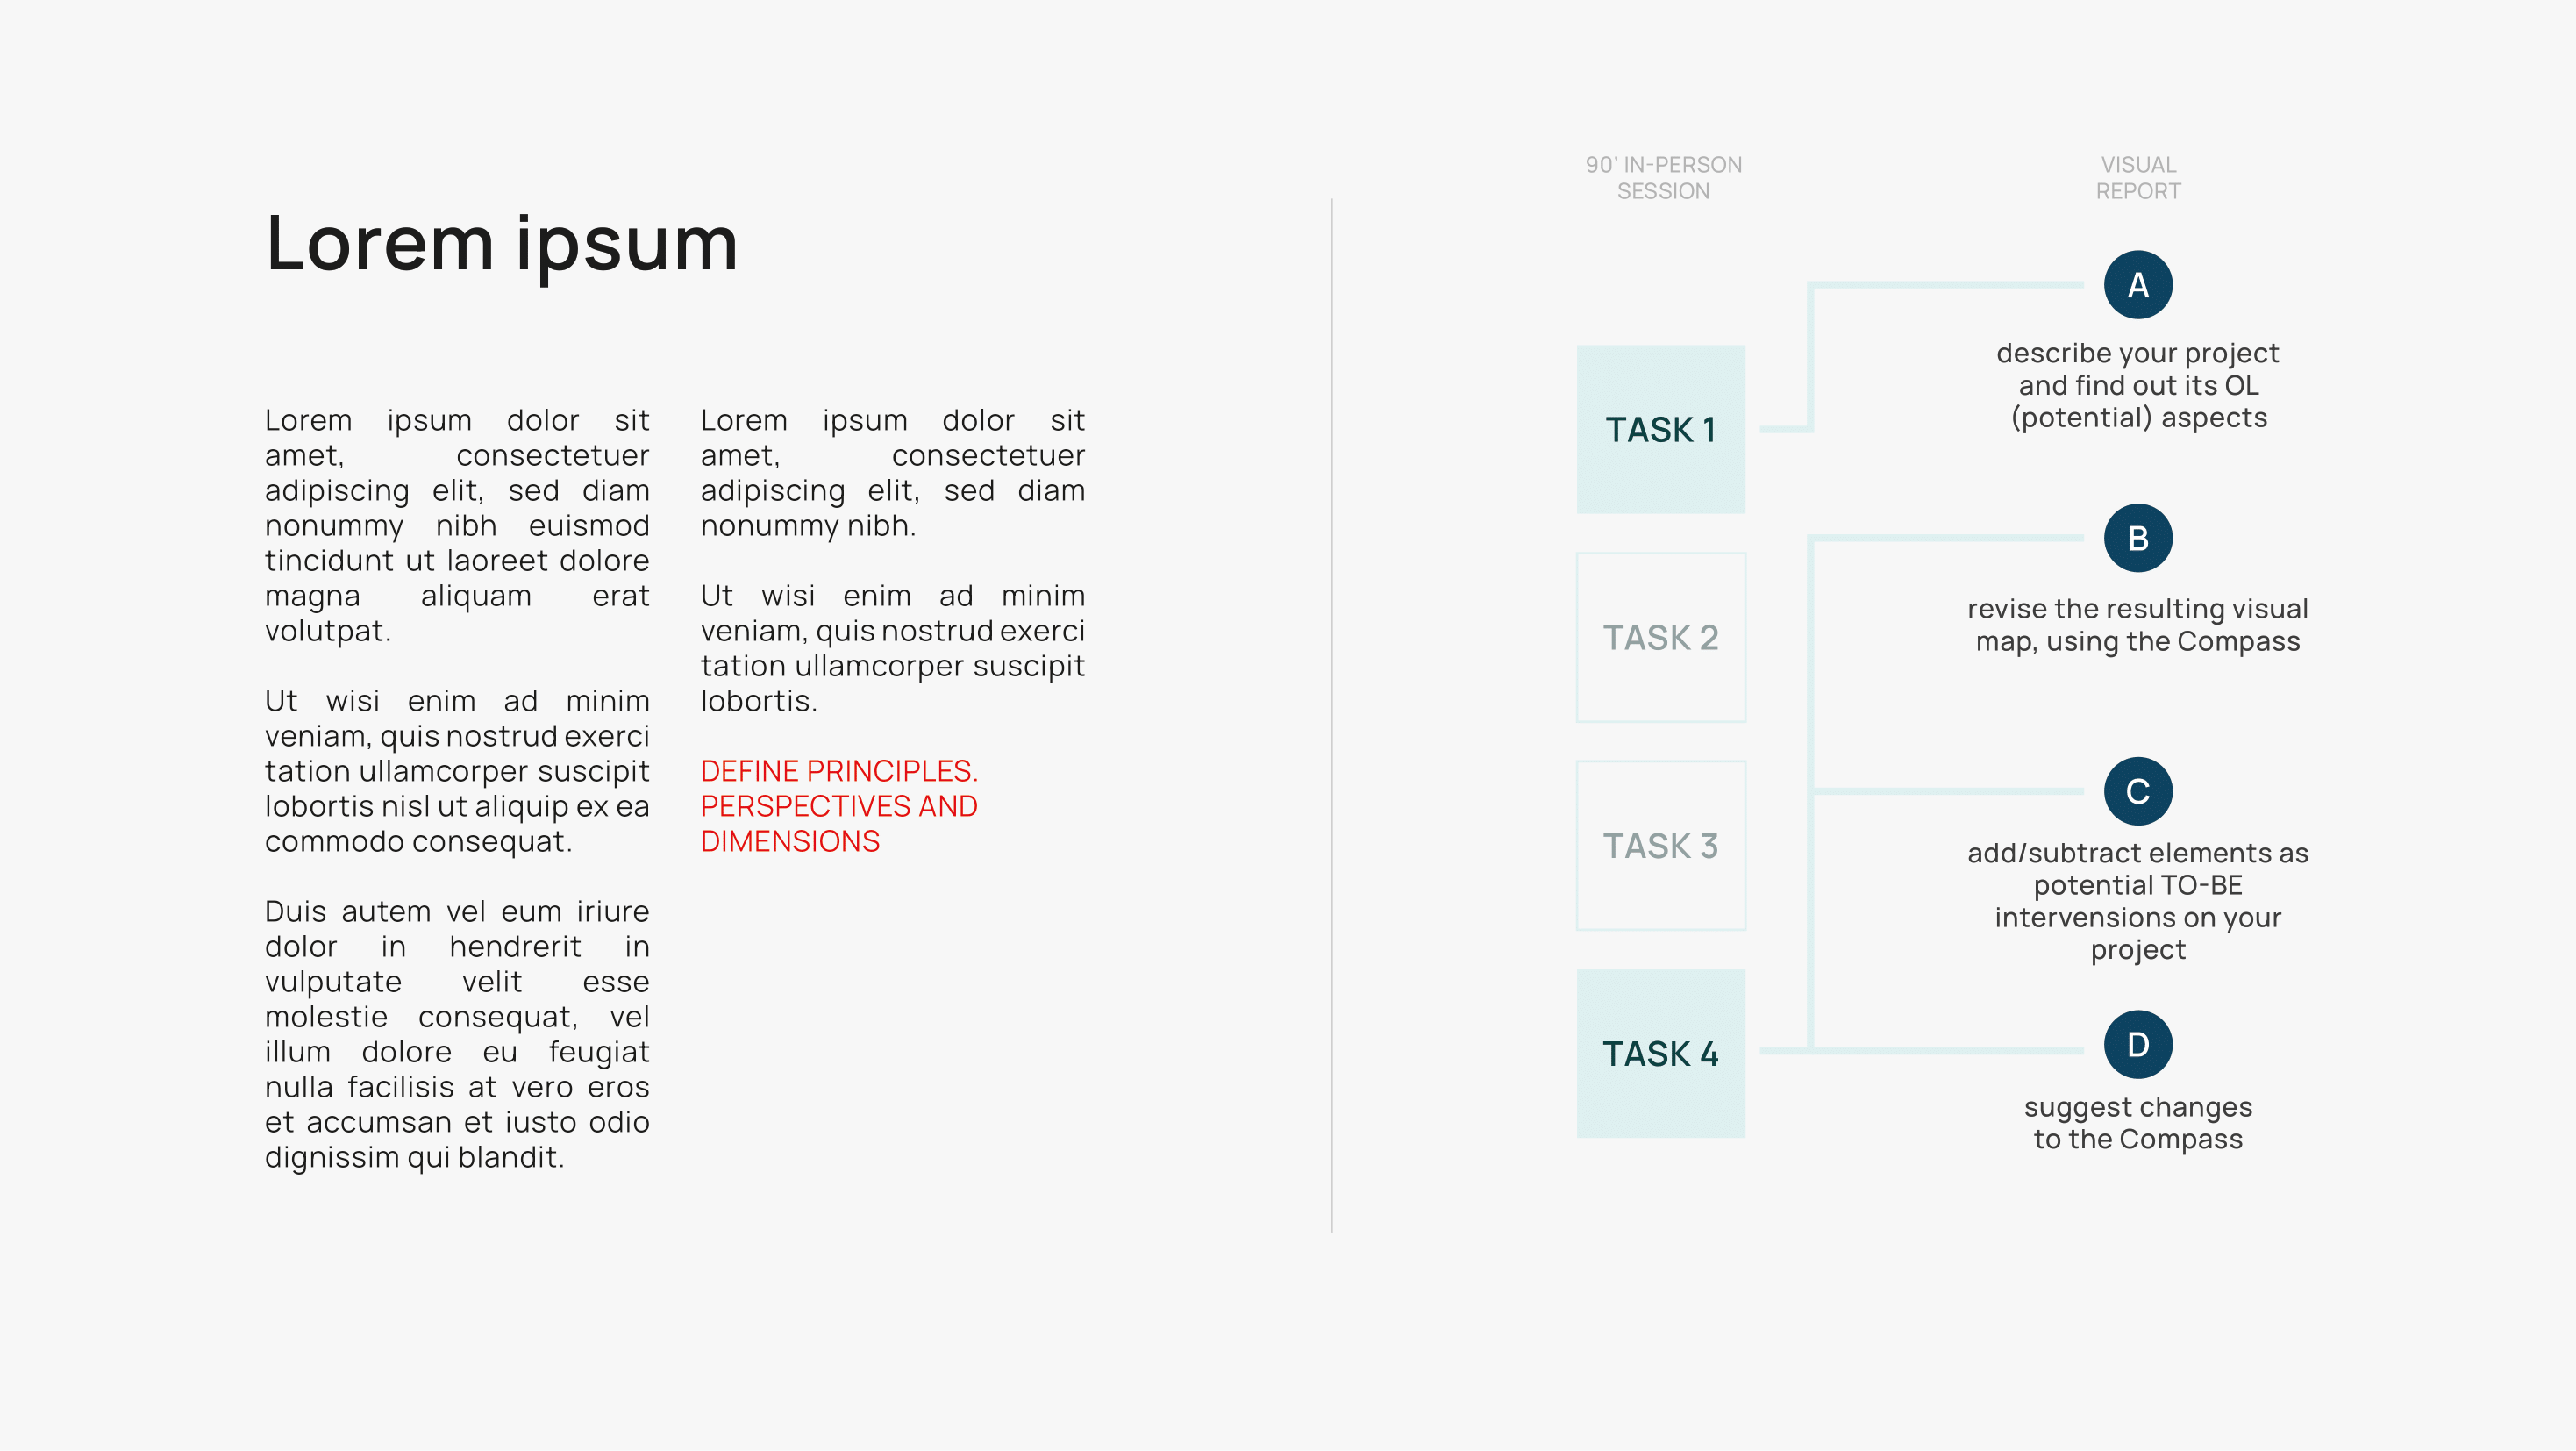 Lorem ipsum
Lorem ipsum dolor sit
amet, consectetuer
adipiscing elit, sed diam
nonummy nibh euismod
tincidunt ut laoreet dolore
magna aliquam erat
volutpat.
Ut wisi enim ad minim
veniam, quis nostrud exerci
tation ullamcorper suscipit
lobortis nisl ut aliquip ex ea
commodo consequat.
Duis autem vel eum iriure
dolor in hendrerit in
vulputate velit esse
molestie consequat, vel
illum dolore eu feugiat
nulla facilisis at vero eros
et accumsan et iusto odio
dignissim qui blandit.
Lorem ipsum dolor sit
amet, consectetuer
adipiscing elit, sed diam
nonummy nibh.
Ut wisi enim ad minim
veniam, quis nostrud exerci
tation ullamcorper suscipit
lobortis.
DEFINE PRINCIPLES.
PERSPECTIVES AND
DIMENSIONS
90’ IN-PERSON
SESSION
TASK 1
TASK 2
TASK 3
TASK 4
VISUAL
REPORT
A
describe your project
and find out its OL
(potential) aspects
B
revise the resulting visual
map, using the Compass
C
add/subtract elements as
potential TO-BE
intervensions on your
project
D
suggest changes
to the Compass